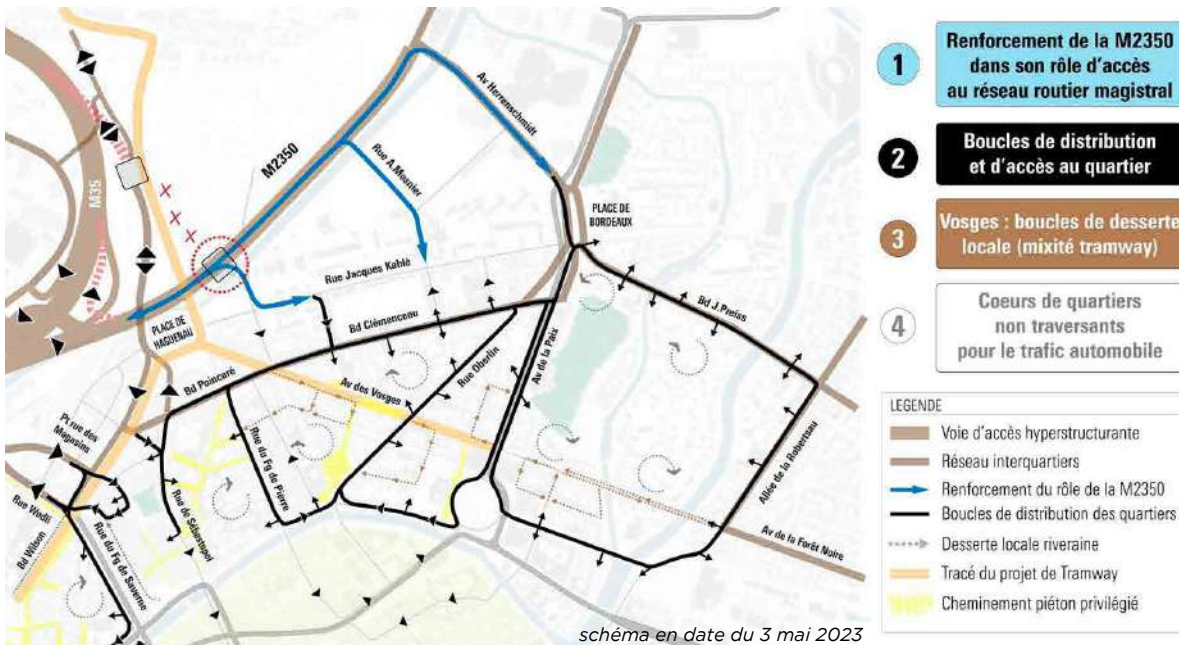 M35
M2350
Av Herrenschmidt
Rue A.Mosnier
PLACE DE
BORDEAUX
Rue Jacques Kablé
PLACE DE
HAGUENAU
Bd Clémenceau
Bd J.Preiss
Bd Poincaré
Av des Vosges
Rue Oberlin
Av de la Paix
Pt rue des
Magasins
Rue du Fg de Pierre
Allée de la Robertsau
Rue Wodli
Bd Wilson
Rue de Sébastopol
Rue du Fg de Saverne
Av de la Forêt Noire
schéma en date du 3 mai 2023
1
Renforcement de la M2350
dans son rôle d'accès
au réseau routier magistral
2
Boucles de distribution
et d'accès au quartier
3
Vosges : boucles de desserte
locale (mixité tramway)
4
Coeurs de quartiers
non traversants
pour le trafic automobile
LEGENDE
Voie d'accès hyperstructurante
Réseau interquartiers
Renforcement du rôle de la M2350
Boucles de distribution des quartiers
Desserte locale riveraine
Tracé du projet de Tramway
Cheminement piéton privilégié